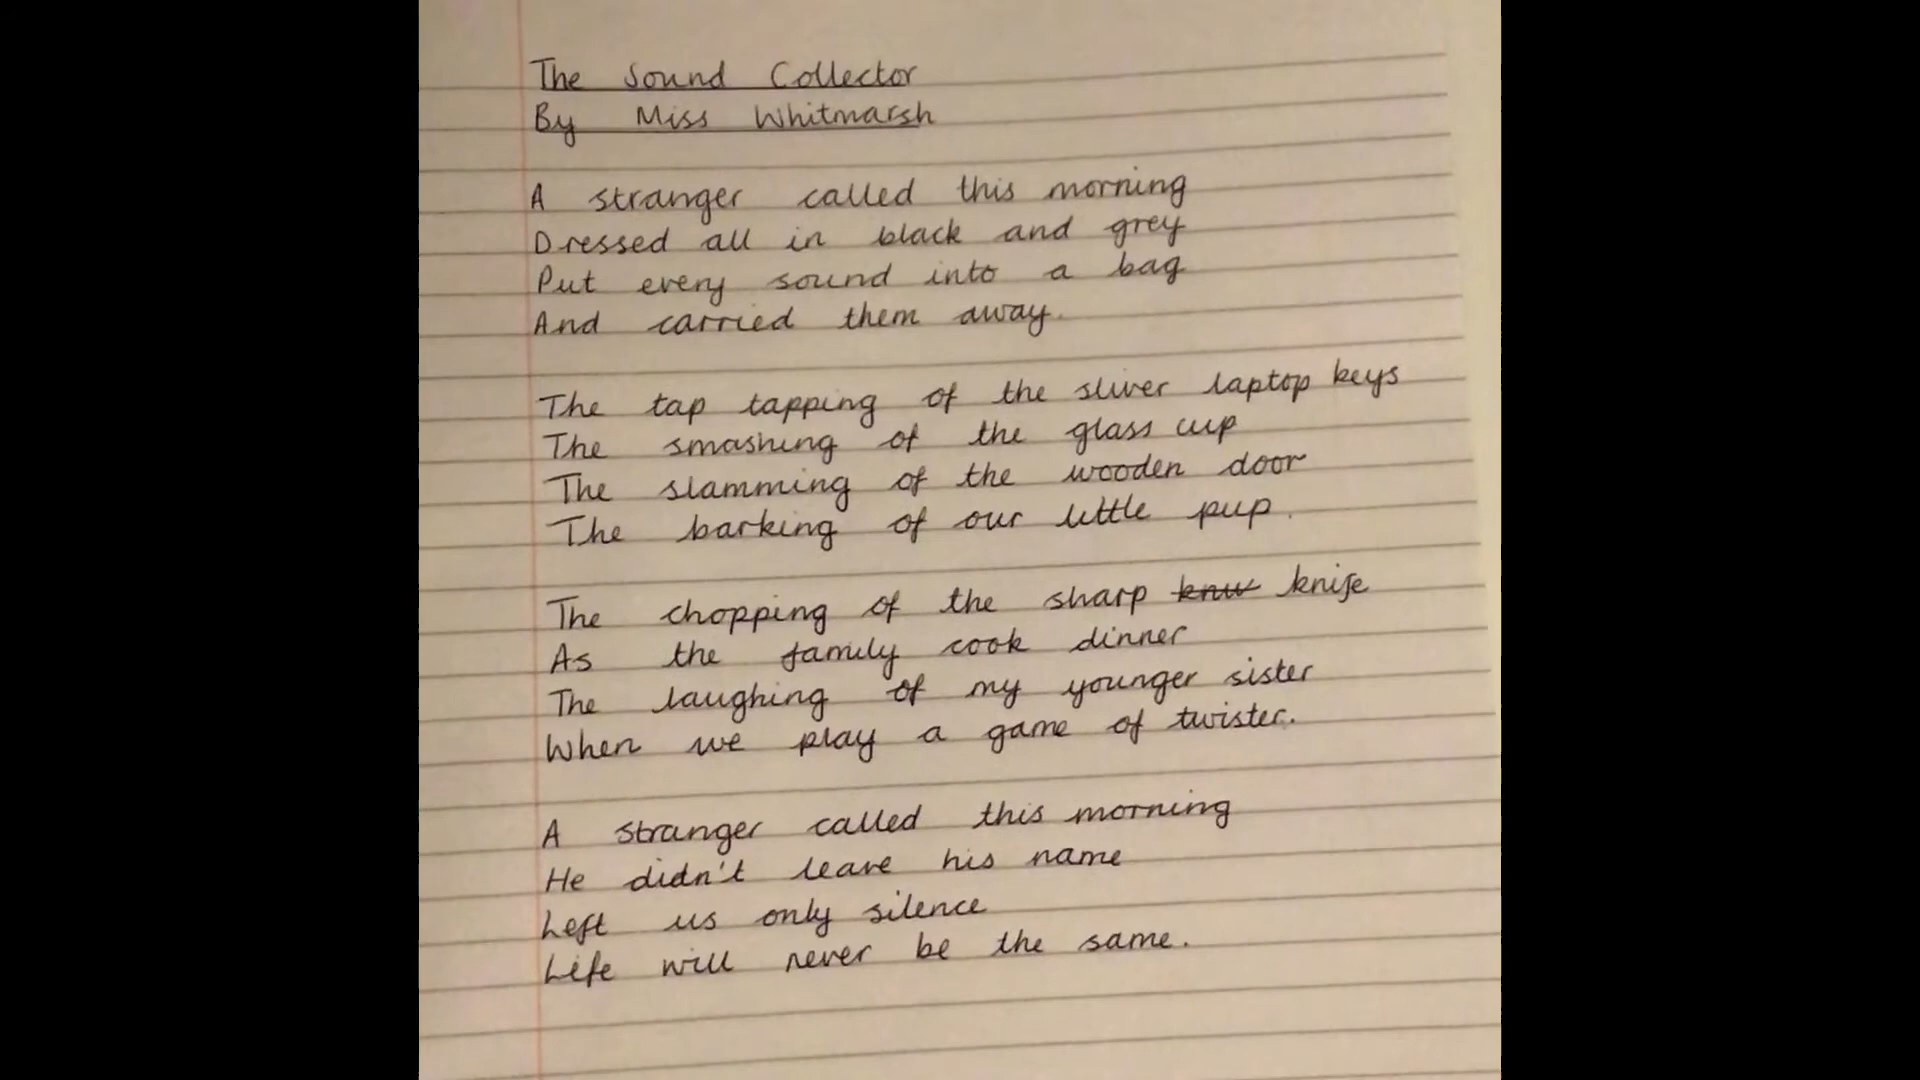 The Sound Collector
By Miss Whitmarsh
A stranger called this morning
Dressed all in black and grey
Put every sound into a bag
And carried them away.
The tap tapping of the sliver laptop keys
The smashing of the glass cup
The slamming of the wooden door
The barking of our little pup.
The chopping of the sharp knife
As the family cook dinner
The laughing of my younger sister
When we play a game of twister.
A stranger called this morning
He didn't leave his name
Left us only silence
Life will never be the same.